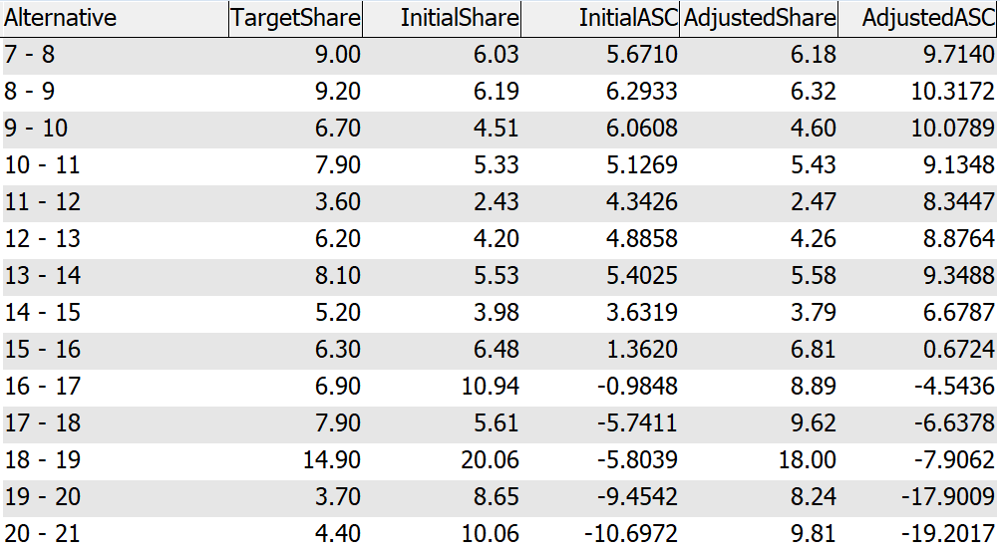 Alternative TargetShare InitialShare InitialASC AdjustedShare AdjustedASC
7 - 8 9.00 6.03 5.6710 6.18 9.7140
8 - 9 9.20 6.19 6.2933 6.32 10.3172
9 - 10 6.70 4.51 6.0608 4.60 10.0789
10 - 11 7.90 5.33 5.1269 5.43 9.1348
11 - 12 3.60 2.43 4.3426 2.47 8.3447
12 - 13 6.20 4.20 4.8858 4.26 8.8764
13 - 14 8.10 5.53 5.4025 5.58 9.3488
14 - 15 5.20 3.98 3.6319 3.79 6.6787
15 - 16 6.30 6.48 1.3620 6.81 0.6724
16 - 17 6.90 10.94 -0.9848 8.89 -4.5436
17 - 18 7.90 5.61 -5.7411 9.62 -6.6378
18 - 19 14.90 20.06 -5.8039 18.00 -7.9062
19 - 20 3.70 8.65 -9.4542 8.24 -17.9009
20 - 21 4.40 10.06 -10.6972 9.81 -19.2017